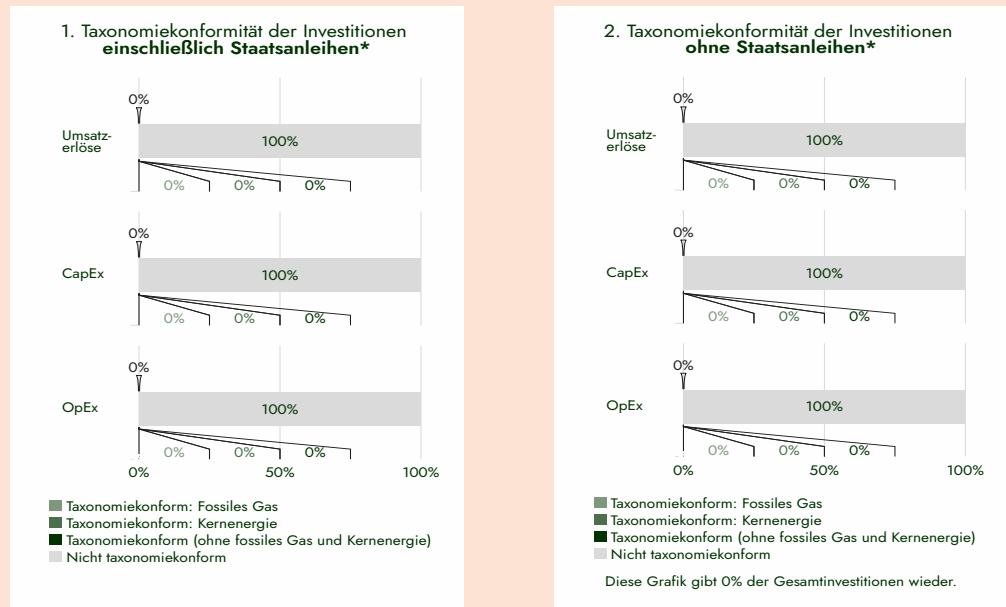 1. Taxonomiekonformität der Investitionen
einschließlich Staatsanleihen*
0%
Umsatz-
erlöse
100%
0% 0% 0%
0%
CapEx
100%
0% 0% 0%
0%
OpEx
100%
0% 0% 0%
0% 50% 100%
Taxonomiekonform: Fossiles Gas
Taxonomiekonform: Kernenergie
Taxonomiekonform (ohne fossiles Gas und Kernenergie)
Nicht taxonomiekonform
2. Taxonomiekonformität der Investitionen
ohne Staatsanleihen*
0%
Umsatz-
erlöse
100%
0% 0% 0%
0%
CapEx
100%
0% 0% 0%
0%
OpEx
100%
0% 0% 0%
0% 50% 100%
Taxonomiekonform: Fossiles Gas
Taxonomiekonform: Kernenergie
Taxonomiekonform (ohne fossiles Gas und Kernenergie)
Nicht taxonomiekonform
Diese Grafik gibt 0% der Gesamtinvestitionen wieder.